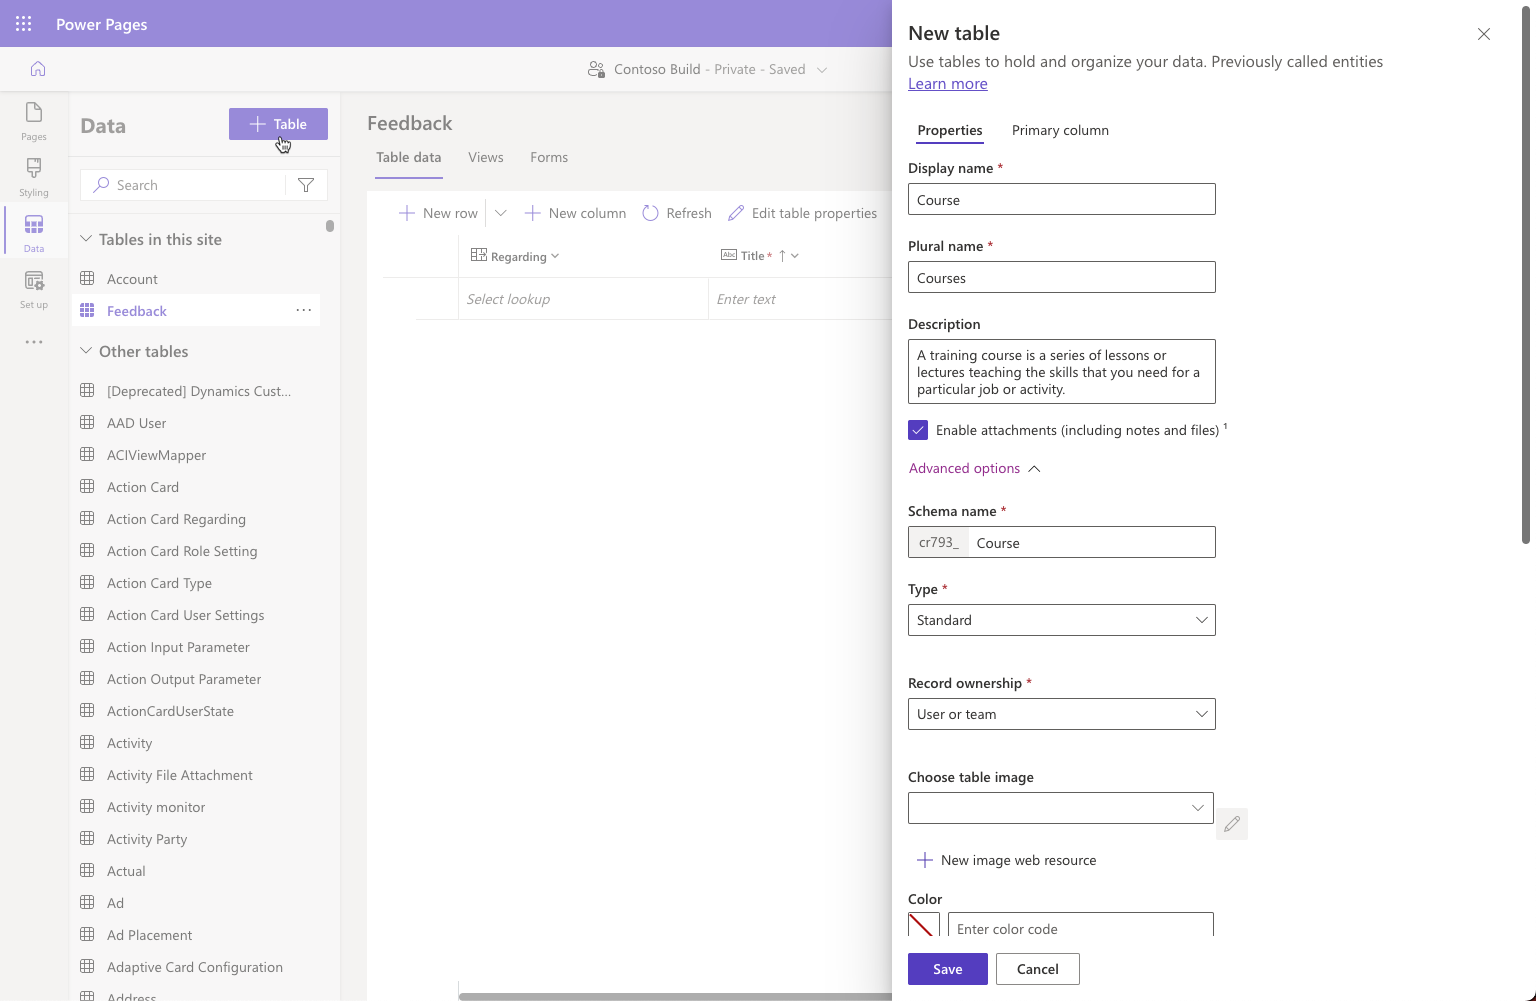 Power Pages
Contoso Build - Private - Saved
Pages
Styling
Data
Set up
Data
Table
Search
Tables in this site
Account
Feedback
Other tables
[Deprecated] Dynamics Cust...
AAD User
ACIViewMapper
Action Card
Action Card Regarding
Action Card Role Setting
Action Card Type
Action Card User Settings
Action Input Parameter
Action Output Parameter
ActionCardUserState
Activity
Activity File Attachment
Activity monitor
Activity Party
Actual
Ad
Ad Placement
Adaptive Card Configuration
Address
Feedback
Table data Views Forms
New row New column Refresh Edit table properties
Regarding Abc Title *
Select lookup Enter text
New table
Use tables to hold and organize your data. Previously called entities
Learn more
Properties Primary column
Display name *
Course
Plural name *
Courses
Description
A training course is a series of lessons or
lectures teaching the skills that you need for a
particular job or activity.
Enable attachments (including notes and files) ¹
Advanced options
Schema name *
cr793_ Course
Type *
Standard
Record ownership *
User or team
Choose table image
New image web resource
Color
Enter color code
Save Cancel